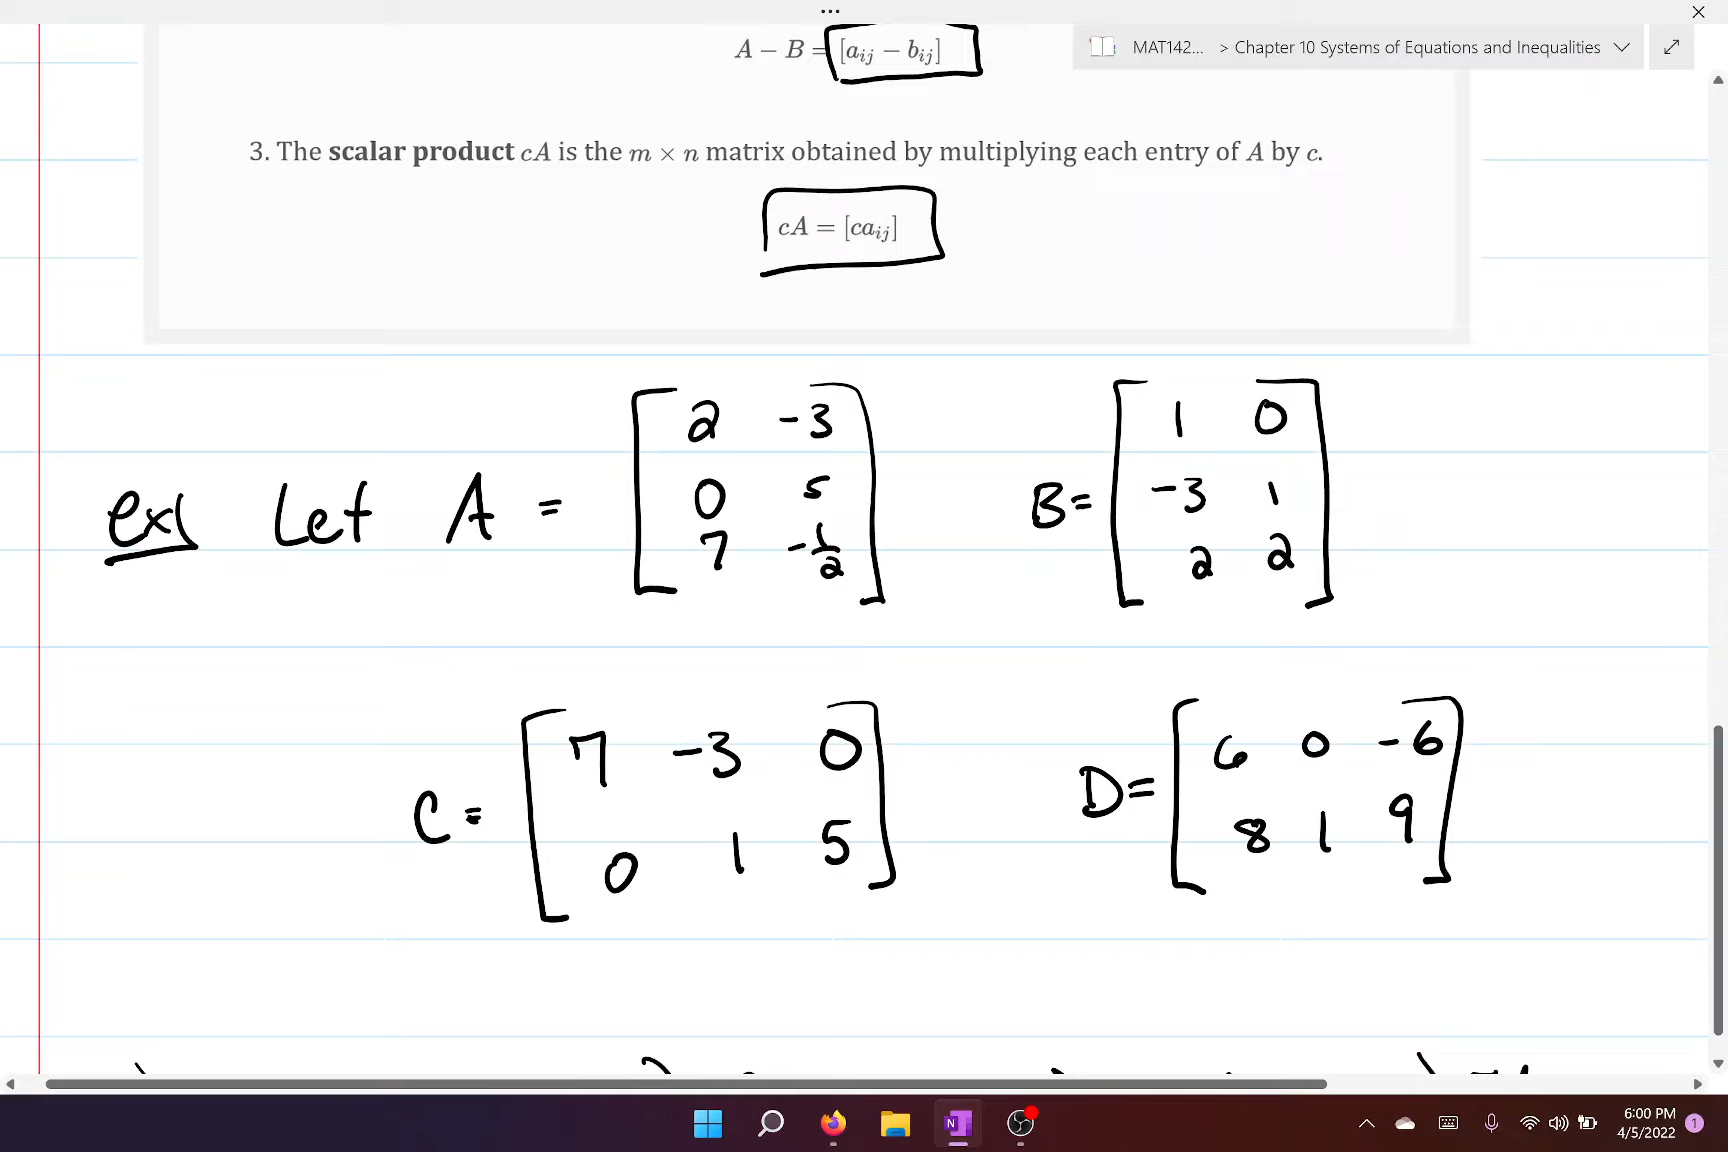 ...
MAT142... > Chapter 10 Systems of Equations and Inequalities
A − B = [aᵢⱼ − bᵢⱼ]
3. The scalar product cA is the m × n matrix obtained by multiplying each entry of A by c.
cA = [caᵢⱼ]
ex) Let A = [2 -3
0 5
7 -1/2]
B = [1 0
-3 1
2 2]
C = [7 -3 0
0 1 5]
D = [6 0 -6
8 1 9]
6:00 PM
4/5/2022
1